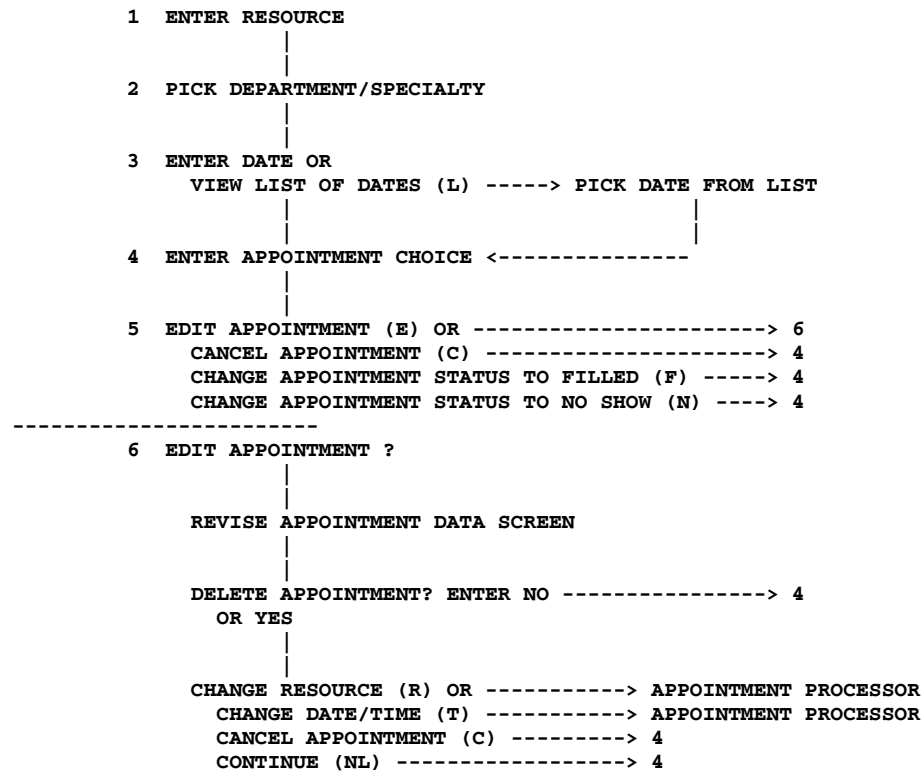 1 ENTER RESOURCE
|
|
2 PICK DEPARTMENT/SPECIALTY
|
|
3 ENTER DATE OR
VIEW LIST OF DATES (L) -----> PICK DATE FROM LIST
| |
| |
4 ENTER APPOINTMENT CHOICE <---------------
|
|
5 EDIT APPOINTMENT (E) OR -----------------------> 6
CANCEL APPOINTMENT (C) ----------------------> 4
CHANGE APPOINTMENT STATUS TO FILLED (F) -----> 4
CHANGE APPOINTMENT STATUS TO NO SHOW (N) ----> 4
------------------------
6 EDIT APPOINTMENT ?
|
|
REVISE APPOINTMENT DATA SCREEN
|
|
DELETE APPOINTMENT? ENTER NO ----------------> 4
OR YES
|
|
CHANGE RESOURCE (R) OR -----------> APPOINTMENT PROCESSOR
CHANGE DATE/TIME (T) -----------> APPOINTMENT PROCESSOR
CANCEL APPOINTMENT (C) ---------> 4
CONTINUE (NL) ------------------> 4